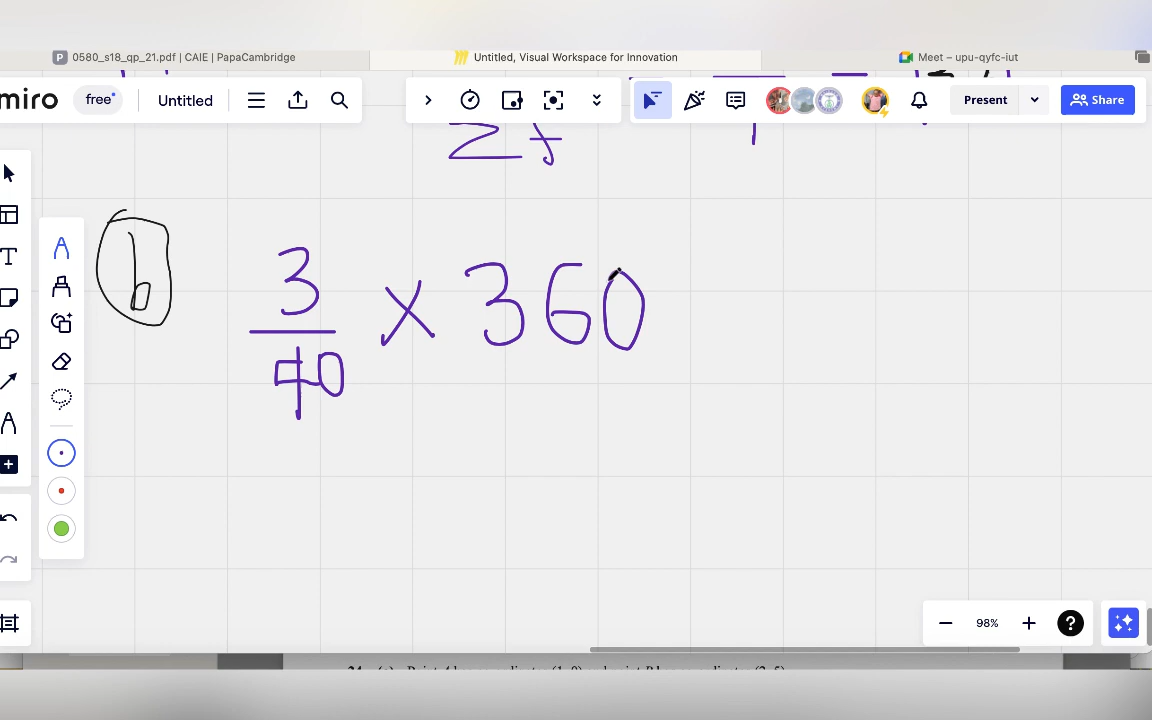 0580_s18_qp_21.pdf | CAIE | PapaCambridge
Untitled, Visual Workspace for Innovation
Meet – upu-qyfc-iut
miro
free
Untitled
Present
Share
b
3
40
× 360
98%